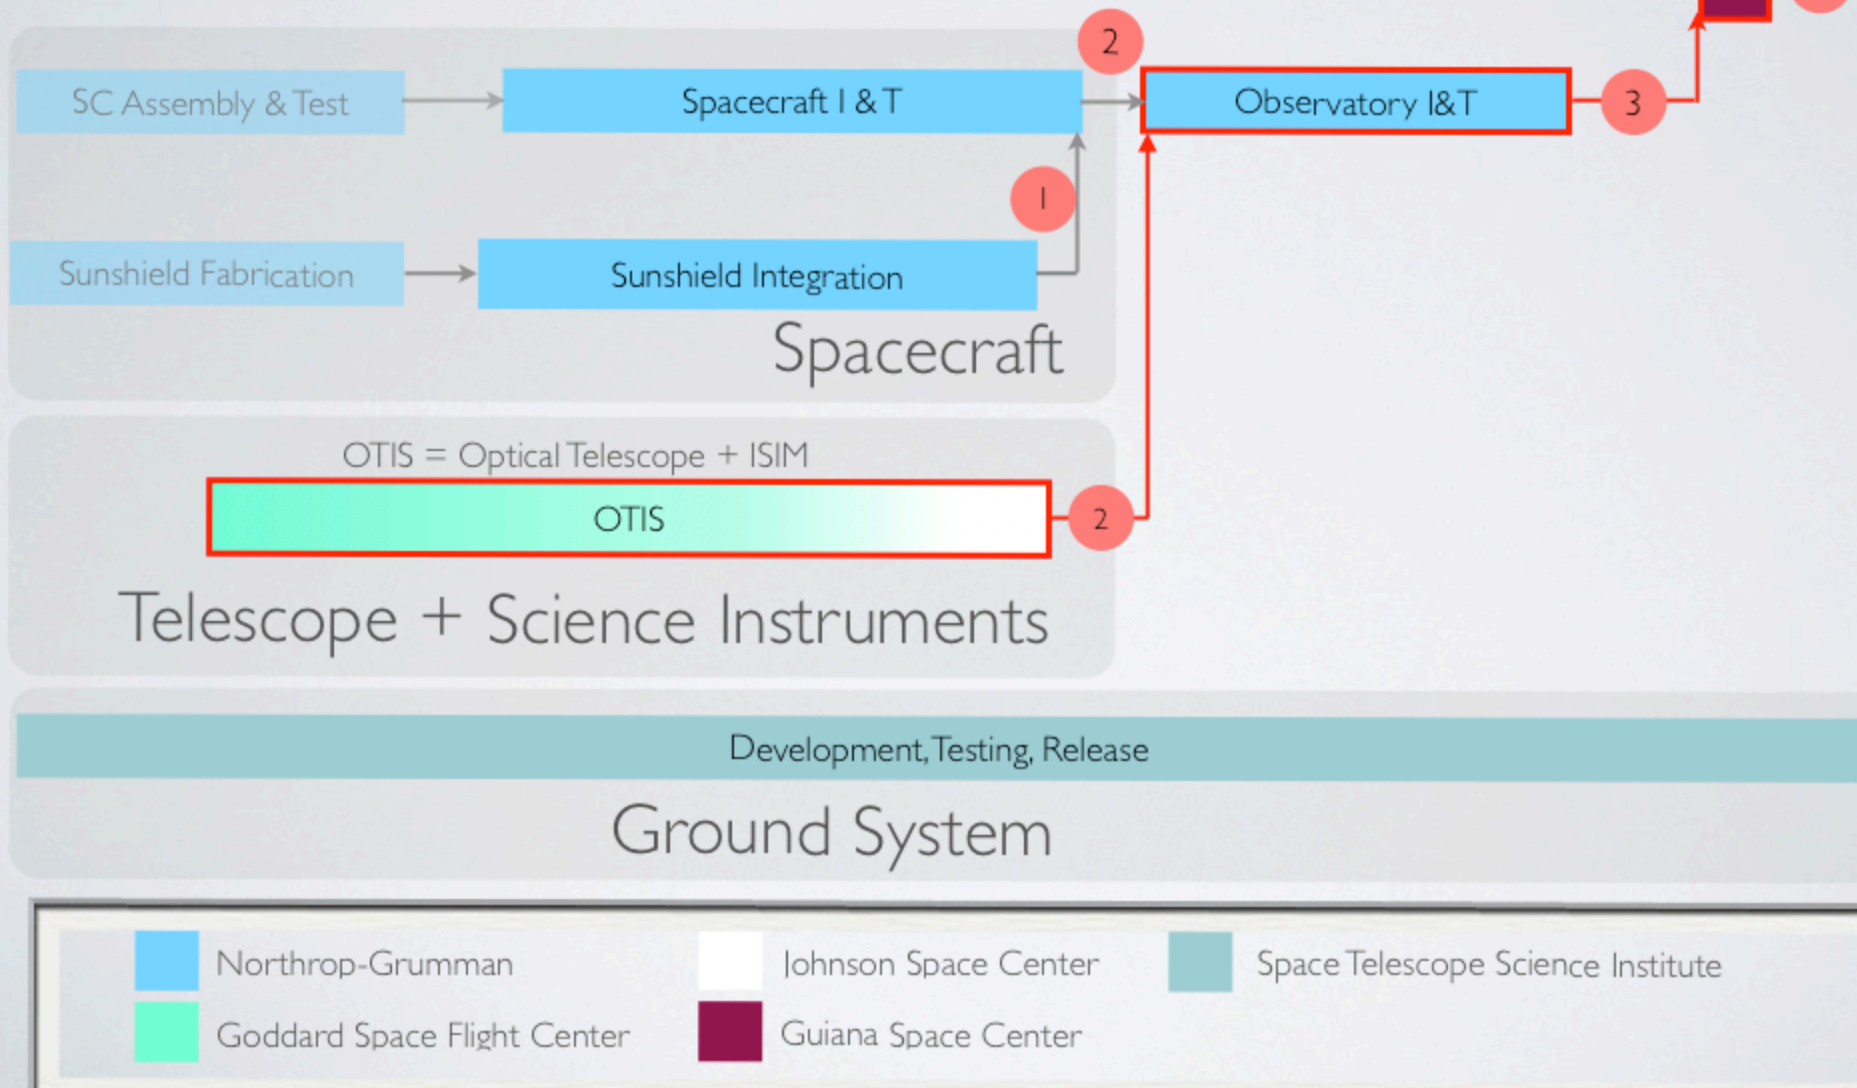 2
SC Assembly & Test
Spacecraft I & T
Observatory I&T
3
1
Sunshield Fabrication
Sunshield Integration
Spacecraft
OTIS = Optical Telescope + ISIM
OTIS
2
Telescope + Science Instruments
Development, Testing, Release
Ground System
Northrop-Grumman
Johnson Space Center
Space Telescope Science Institute
Goddard Space Flight Center
Guiana Space Center